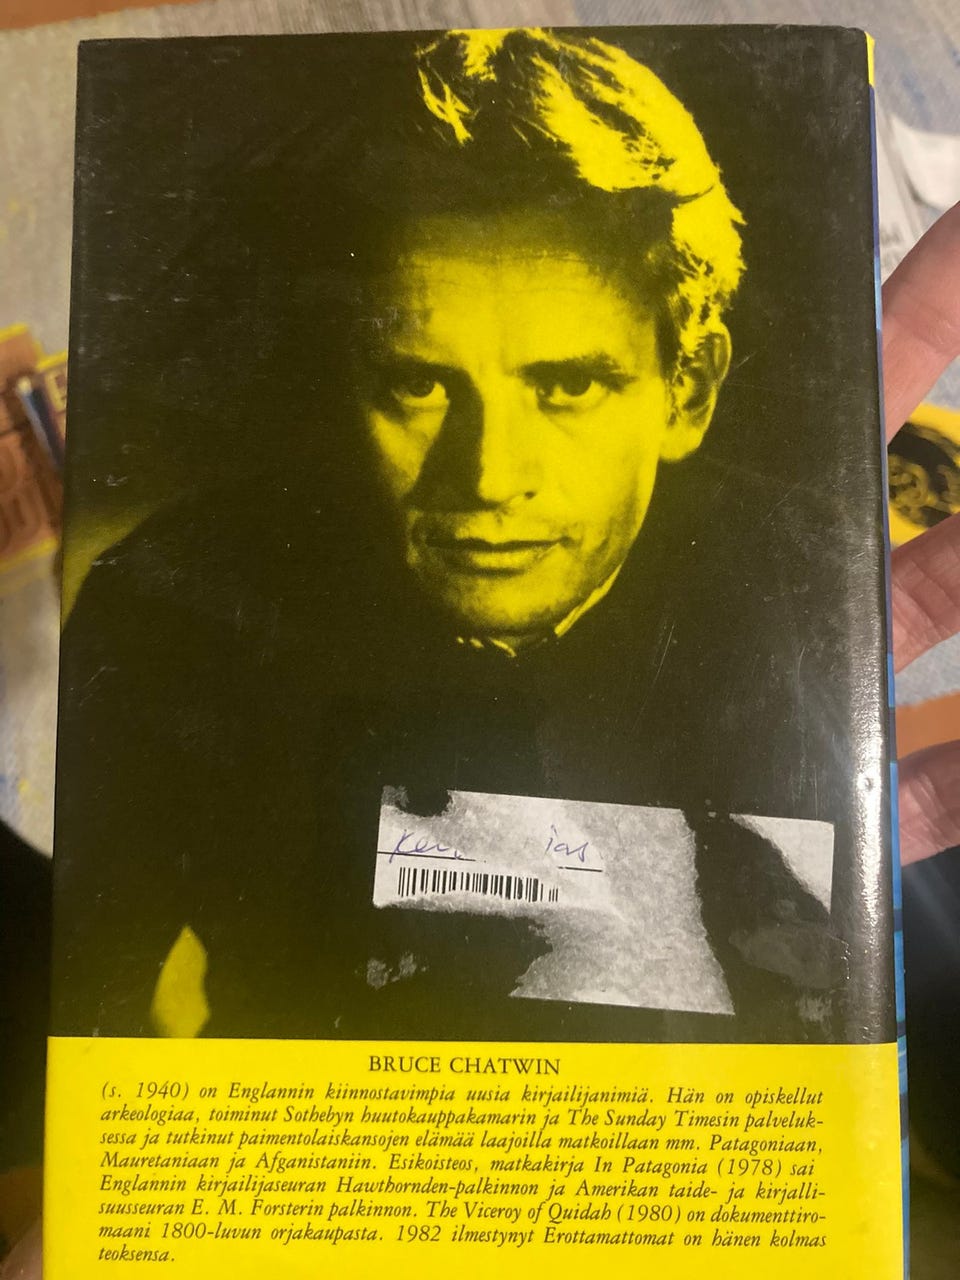 ias
BRUCE CHATWIN
(s. 1940) on Englannin kiinnostavimpia uusia kirjailijanimiä. Hän on opiskellut
arkeologiaa, toiminut Sothebyn huutokauppakamarin ja The Sunday Timesin palveluk-
sessa ja tutkinut paimentolaiskansojen elämää laajoilla matkoillaan mm. Patagoniaan,
Mauretaniaan ja Afganistaniin. Esikoisteos, matkakirja In Patagonia (1978) sai
Englannin kirjailijaseuran Hawthornden-palkinnon ja Amerikan taide- ja kirjalli-
suusseuran E. M. Forsterin palkinnon. The Viceroy of Quidah (1980) on dokumenttiro-
maani 1800-luvun orjakaupasta. 1982 ilmestynyt Erottamattomat on hänen kolmas
teoksensa.